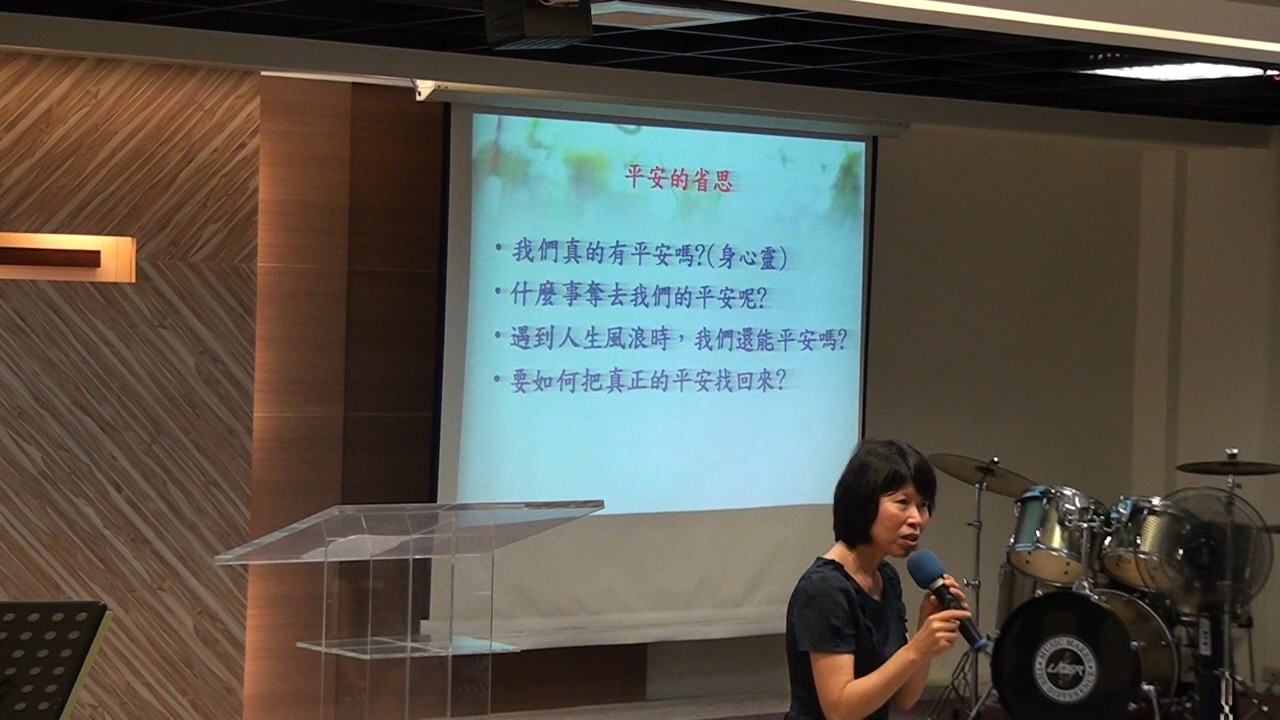 平安的省思
•我們真的有平安嗎?(身心靈)
•什麼事奪去我們的平安呢?
•遇到人生風浪時，我們還能平安嗎?
•要如何把真正的平安找回來?